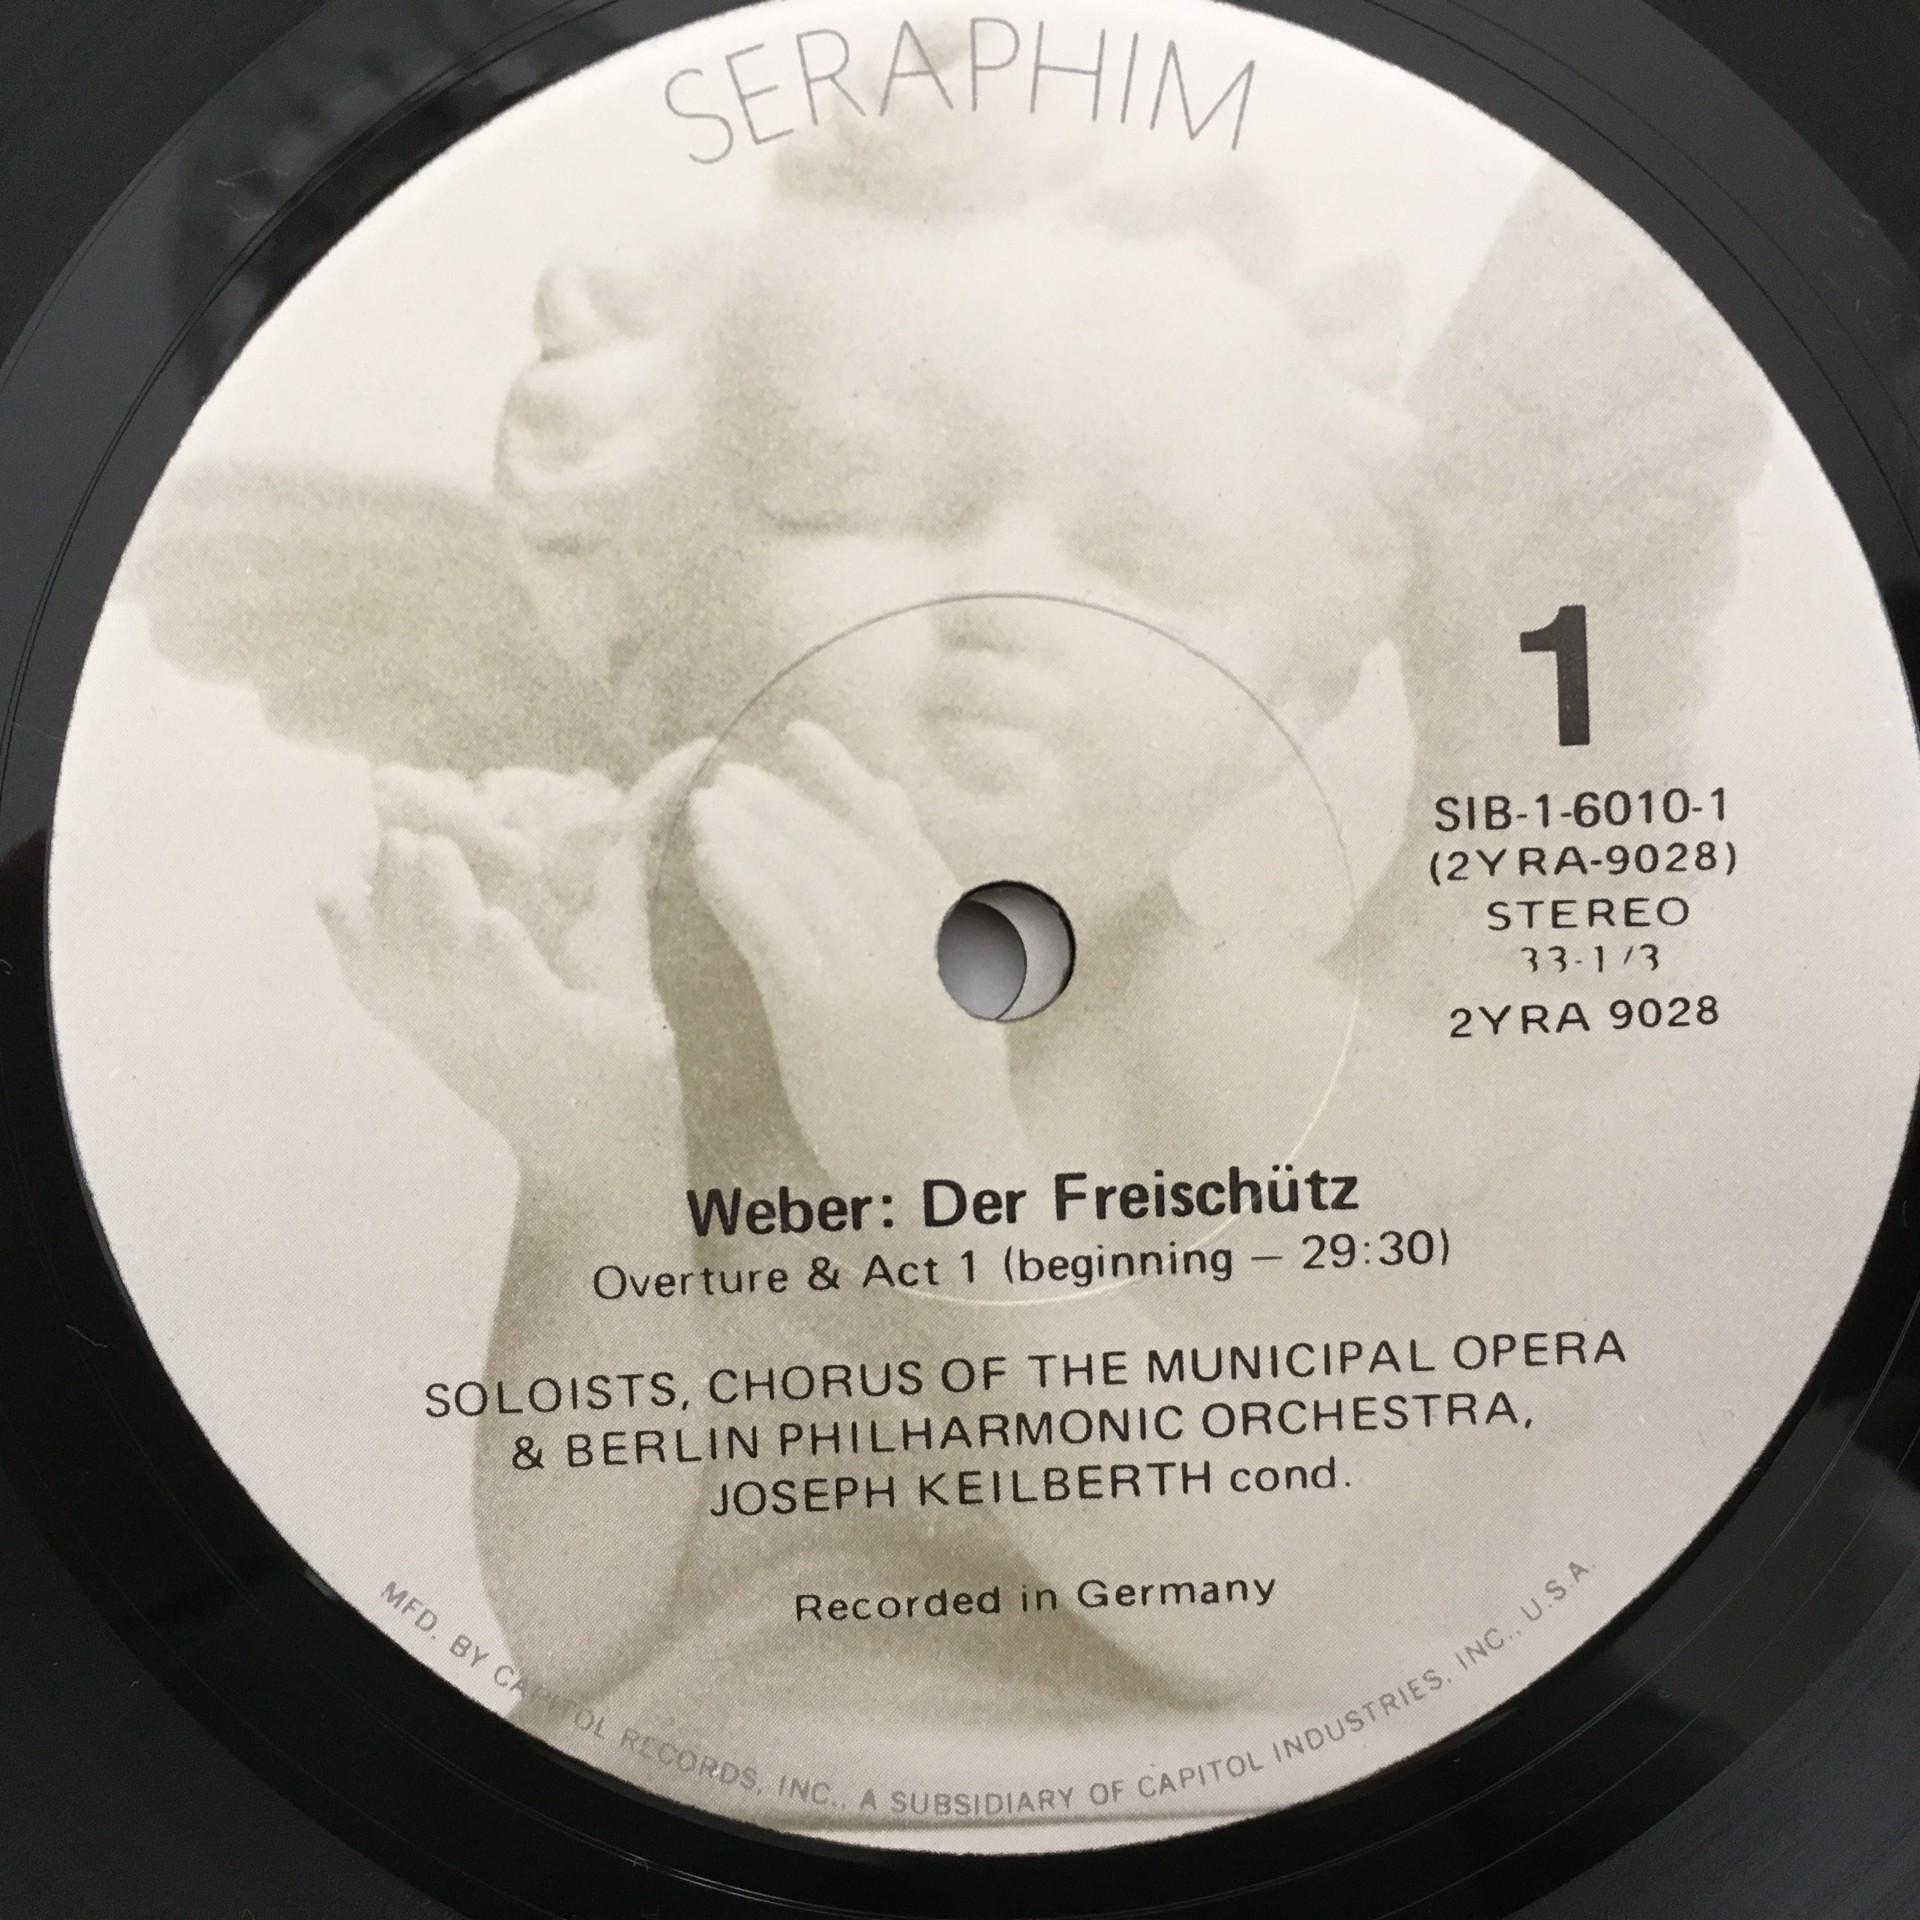 SERAPHIM
1
SIB-1-6010-1
(2YRA-9028)
STEREO
33-1/3
2YRA 9028
Weber: Der Freischütz
Overture & Act 1 (beginning – 29:30)
SOLOISTS, CHORUS OF THE MUNICIPAL OPERA
& BERLIN PHILHARMONIC ORCHESTRA,
JOSEPH KEILBERTH cond.
Recorded in Germany
MFD. BY CAPITOL RECORDS, INC., A SUBSIDIARY OF CAPITOL INDUSTRIES, INC., U.S.A.